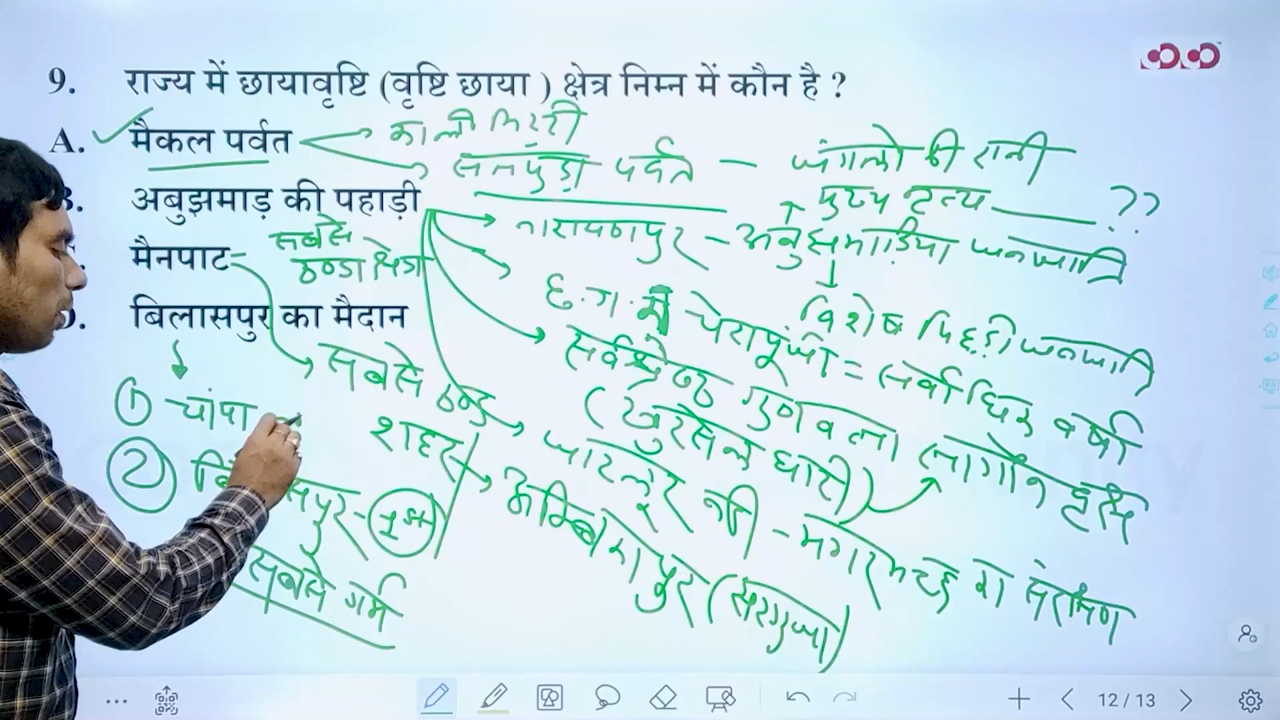 9. राज्य में छायावृष्टि (वृष्टि छाया ) क्षेत्र निम्न में कौन है ?
A. मैकल पर्वत
काली मिट्टी
सतपुड़ा पर्वत — जंगलो की रानी
B. अबुझमाड़ की पहाड़ी
मुख्य नृत्य ??
नारायणपुर - अबुझमाड़िया जनजाति
विशेष पिछड़ी जनजाति
मैनपाट
सबसे ठण्डा क्षेत्र
छ.ग. में चेरापूंजी = सर्वाधिक वर्षा
D. बिलासपुर का मैदान
सर्वश्रेष्ठ गुणवत्ता सागौन वृक्ष
(खुरसेल घाटी)
सबसे ठण्डा शहर
अम्बिकापुर (सरगुजा)
नदी - मगरमच्छ का संरक्षण
① चांपा
②
सबसे गर्म
12 / 13